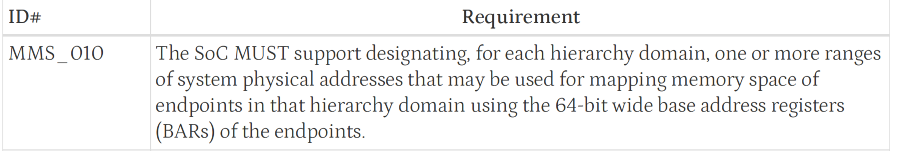 ID# Requirement
MMS_010 The SoC MUST support designating, for each hierarchy domain, one or more ranges
of system physical addresses that may be used for mapping memory space of
endpoints in that hierarchy domain using the 64-bit wide base address registers
(BARs) of the endpoints.